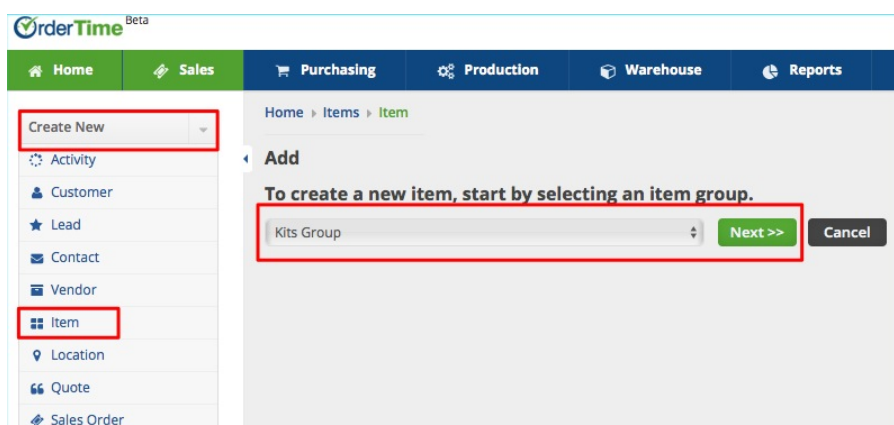 OrderTime Beta
Home Sales Purchasing Production Warehouse Reports
Create New
Activity
Customer
Lead
Contact
Vendor
Item
Location
Quote
Sales Order
Home Items Item
Add
To create a new item, start by selecting an item group.
Kits Group Next >> Cancel